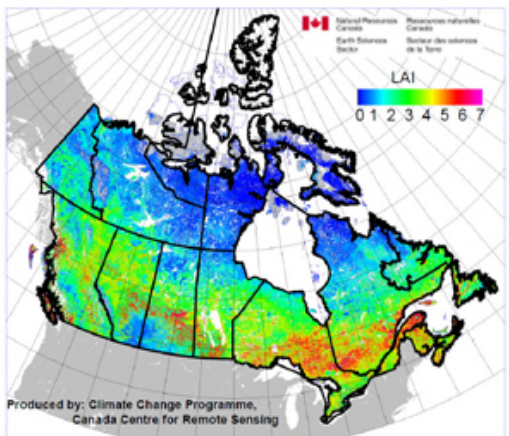 Natural Resources Canada
Ressources naturelles Canada
Earth Sciences Sector
Secteur des sciences de la Terre
LAI
0 1 2 3 4 5 6 7
Produced by: Climate Change Programme,
Canada Centre for Remote Sensing